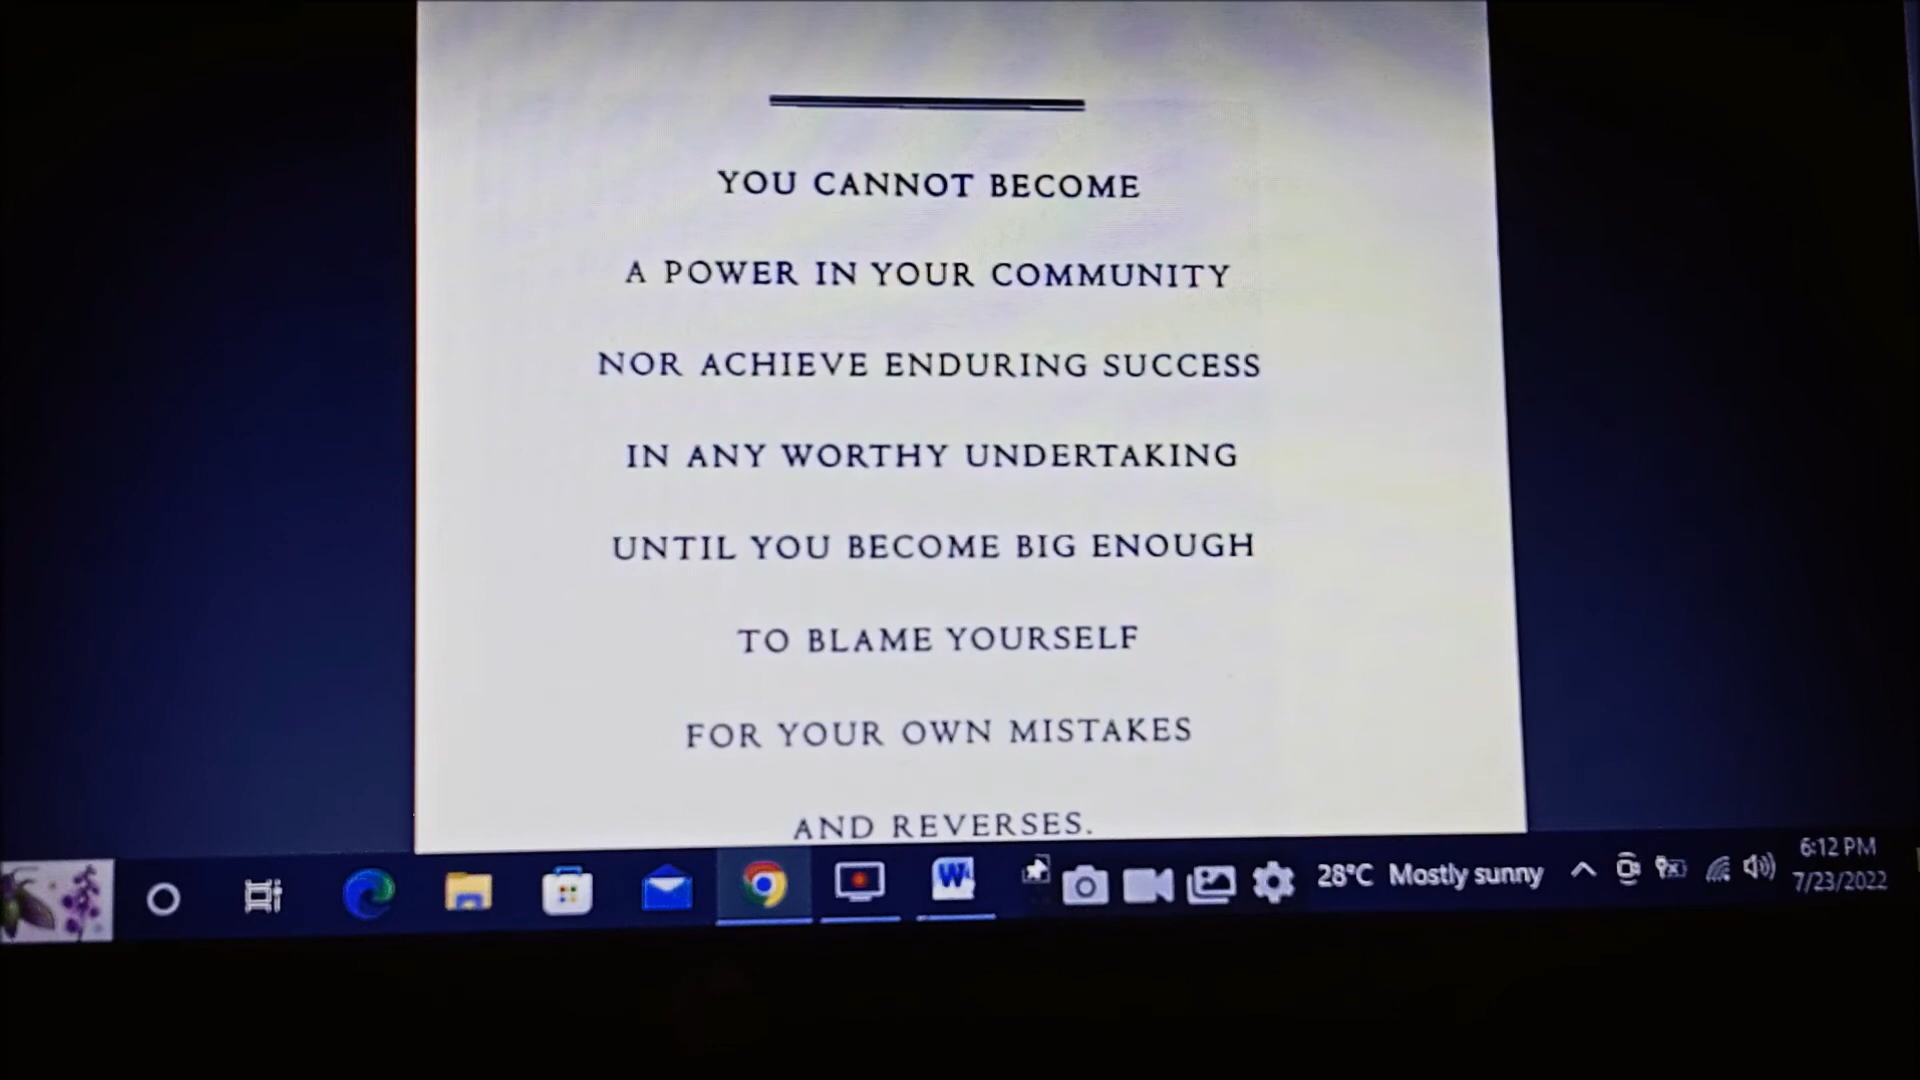 YOU CANNOT BECOME
A POWER IN YOUR COMMUNITY
NOR ACHIEVE ENDURING SUCCESS
IN ANY WORTHY UNDERTAKING
UNTIL YOU BECOME BIG ENOUGH
TO BLAME YOURSELF
FOR YOUR OWN MISTAKES
AND REVERSES.
W
28°C Mostly sunny
6:12 PM
7/23/2022